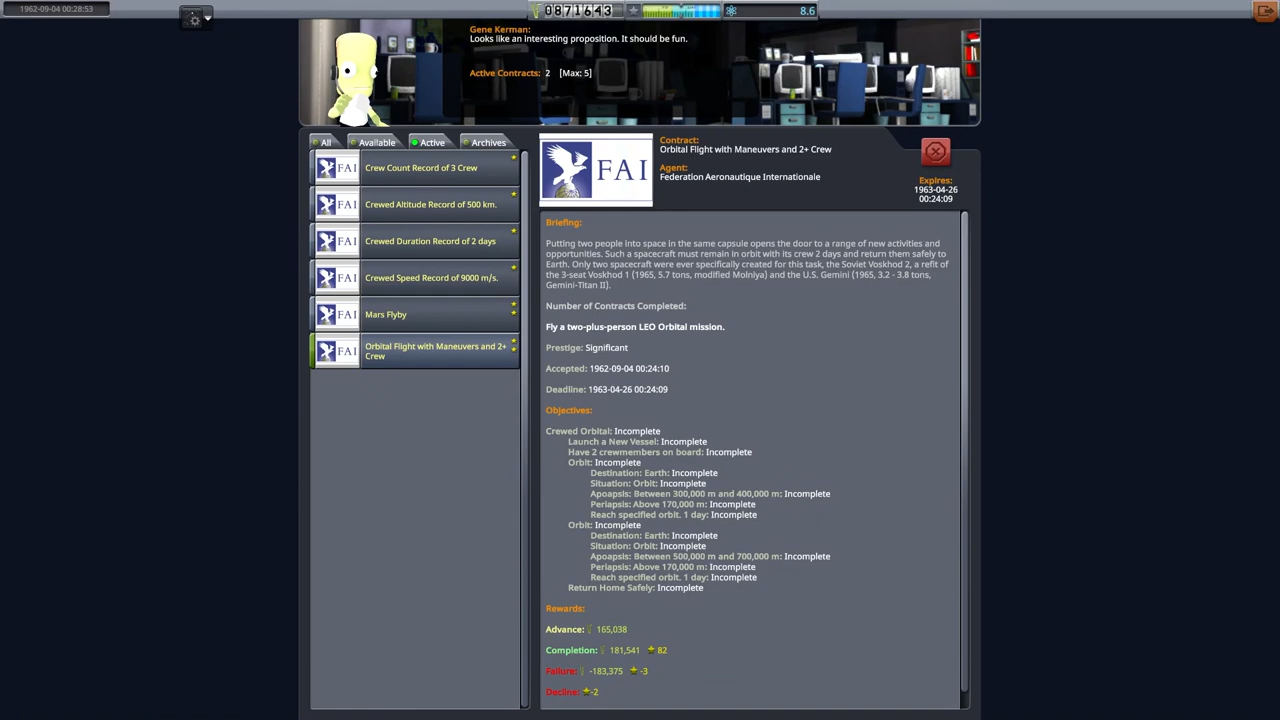 1962-09-04 00:28:53
0871643
8.6
Gene Kerman:
Looks like an interesting proposition. It should be fun.
Active Contracts: 2 [Max: 5]
All
Available
Active
Archives
FAI Crew Count Record of 3 Crew
FAI Crewed Altitude Record of 500 km.
FAI Crewed Duration Record of 2 days
FAI Crewed Speed Record of 9000 m/s.
FAI Mars Flyby
FAI Orbital Flight with Maneuvers and 2+
Crew
FAI
Contract:
Orbital Flight with Maneuvers and 2+ Crew
Agent:
Federation Aeronautique Internationale
Expires:
1963-04-26
00:24:09
Briefing:
Putting two people into space in the same capsule opens the door to a range of new activities and
opportunities. Such a spacecraft must remain in orbit with its crew 2 days and return them safely to
Earth. Only two spacecraft were ever specifically created for this task, the Soviet Voskhod 2, a refit of
the 3-seat Voskhod 1 (1965, 5.7 tons, modified Molniya) and the U.S. Gemini (1965, 3.2 - 3.8 tons,
Gemini-Titan II).
Number of Contracts Completed:
Fly a two-plus-person LEO Orbital mission.
Prestige: Significant
Accepted: 1962-09-04 00:24:10
Deadline: 1963-04-26 00:24:09
Objectives:
Crewed Orbital: Incomplete
Launch a New Vessel: Incomplete
Have 2 crewmembers on board: Incomplete
Orbit: Incomplete
Destination: Earth: Incomplete
Situation: Orbit: Incomplete
Apoapsis: Between 300,000 m and 400,000 m: Incomplete
Periapsis: Above 170,000 m: Incomplete
Reach specified orbit. 1 day: Incomplete
Orbit: Incomplete
Destination: Earth: Incomplete
Situation: Orbit: Incomplete
Apoapsis: Between 500,000 m and 700,000 m: Incomplete
Periapsis: Above 170,000 m: Incomplete
Reach specified orbit. 1 day: Incomplete
Return Home Safely: Incomplete
Rewards:
Advance: 165,038
Completion: 181,541 82
Failure: -183,375 -3
Decline: -2